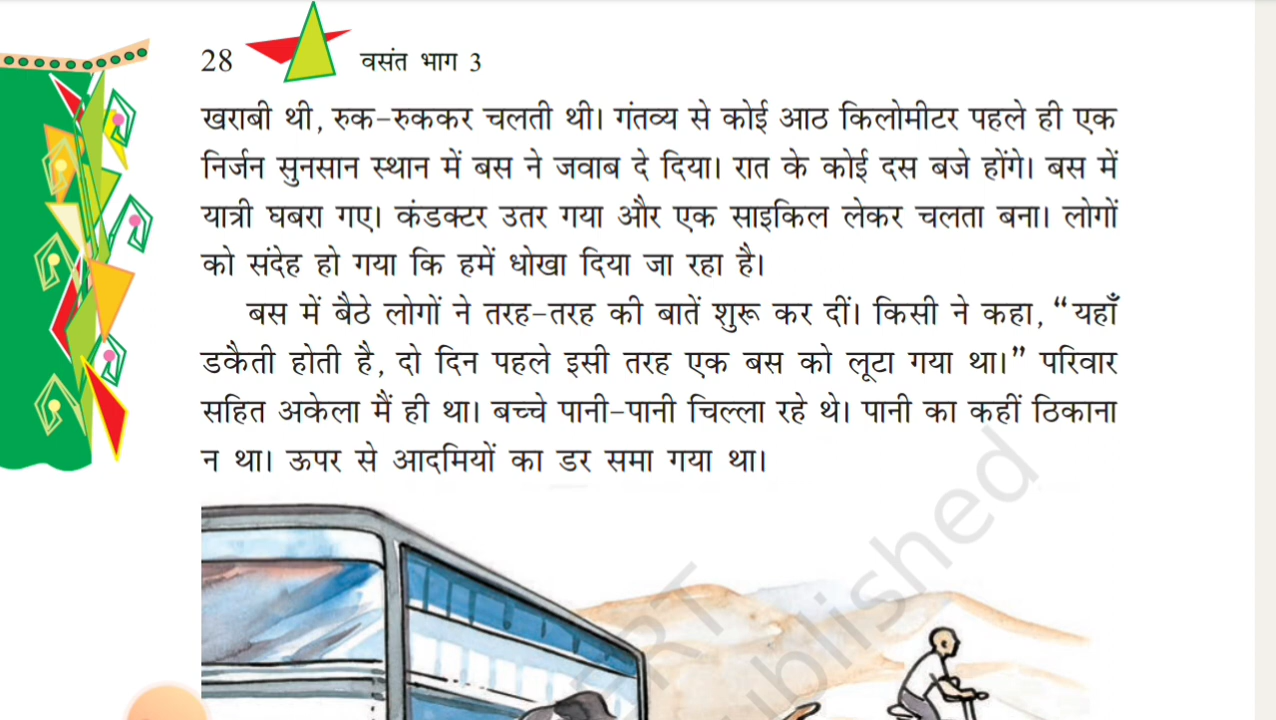 28
वसंत भाग 3
खराबी थी, रुक-रुककर चलती थी। गंतव्य से कोई आठ किलोमीटर पहले ही एक
निर्जन सुनसान स्थान में बस ने जवाब दे दिया। रात के कोई दस बजे होंगे। बस में
यात्री घबरा गए। कंडक्टर उतर गया और एक साइकिल लेकर चलता बना। लोगों
को संदेह हो गया कि हमें धोखा दिया जा रहा है।
बस में बैठे लोगों ने तरह-तरह की बातें शुरू कर दीं। किसी ने कहा, “यहाँ
डकैती होती है, दो दिन पहले इसी तरह एक बस को लूटा गया था।” परिवार
सहित अकेला मैं ही था। बच्चे पानी-पानी चिल्ला रहे थे। पानी का कहीं ठिकाना
न था। ऊपर से आदमियों का डर समा गया था।